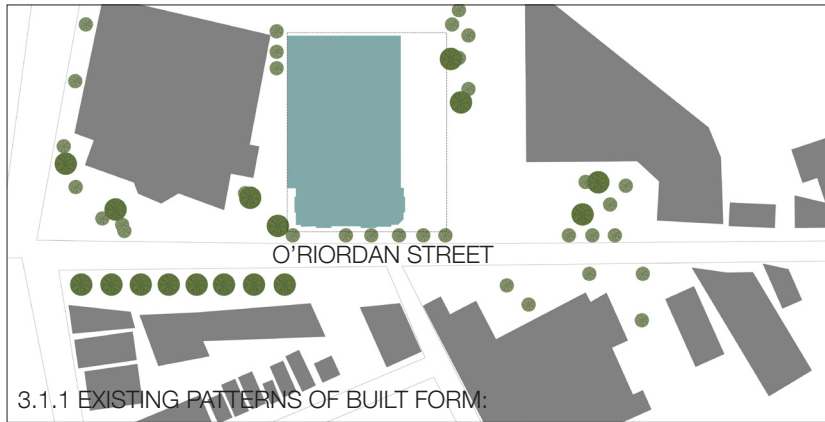 O'RIORDAN STREET
3.1.1 EXISTING PATTERNS OF BUILT FORM: